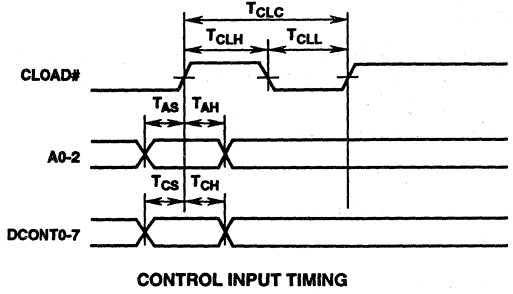 TCLC
TCLH TCLL
CLOAD#
TAS TAH
A0-2
TCS TCH
DCONT0-7
CONTROL INPUT TIMING